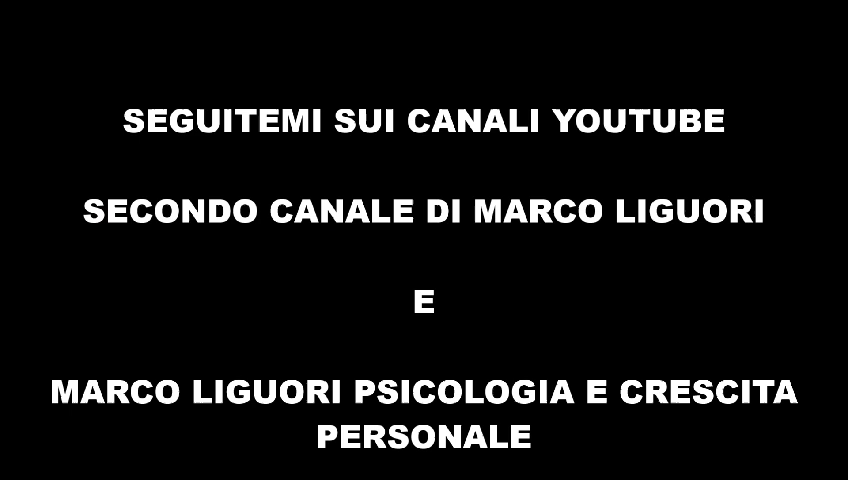 SEGUITEMI SUI CANALI YOUTUBE
SECONDO CANALE DI MARCO LIGUORI
E
MARCO LIGUORI PSICOLOGIA E CRESCITA
PERSONALE